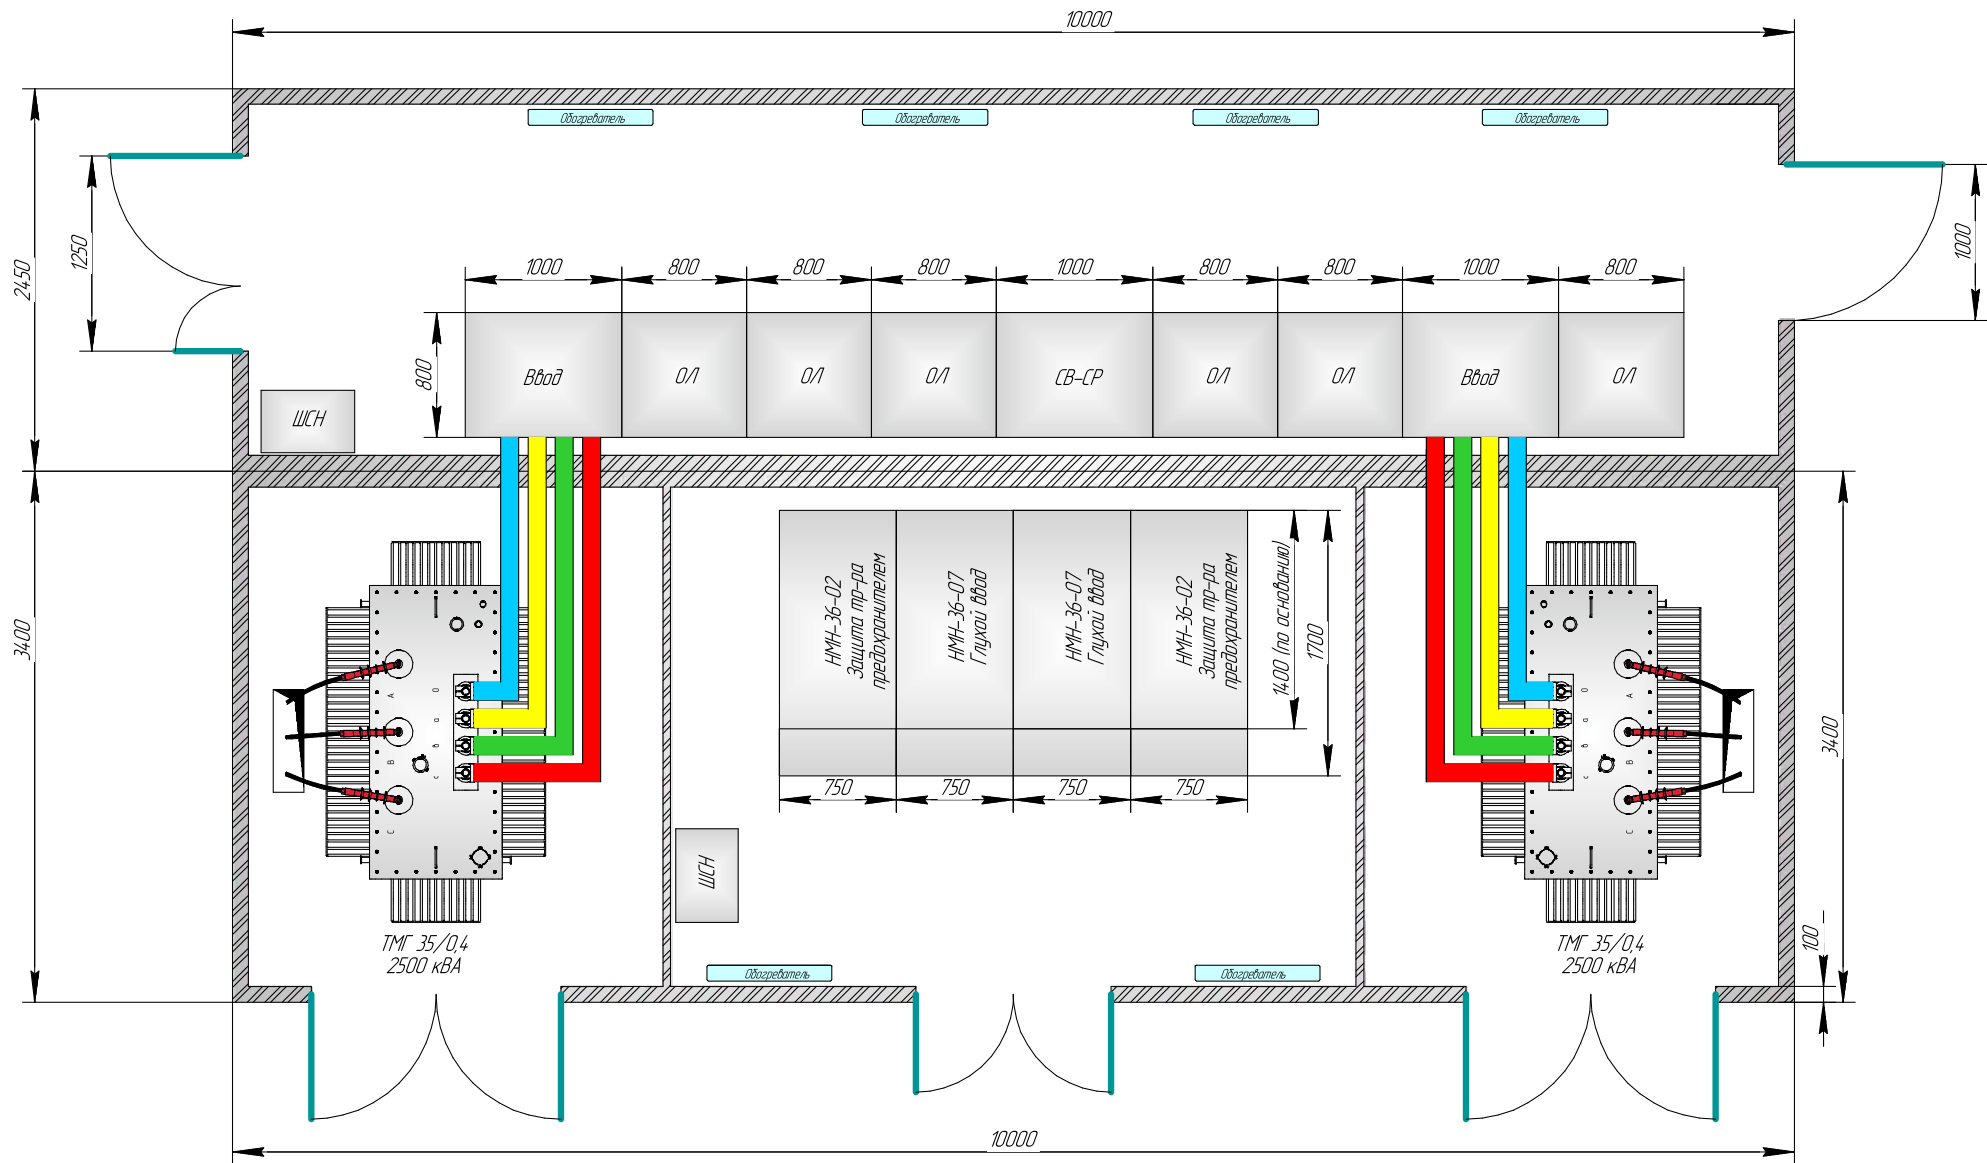 10000
Обогреватель
Обогреватель
Обогреватель
Обогреватель
2450
1250
1000
1000
800
800
800
1000
800
800
1000
800
800
Ввод
ОЛ
ОЛ
ОЛ
СВ-СР
ОЛ
ОЛ
Ввод
ОЛ
ШСН
3400
НМН-36-02
Защита тр-ра
предохранителем
НМН-36-07
Глухой ввод
НМН-36-07
Глухой ввод
НМН-36-02
Защита тр-ра
предохранителем
1400 (по основанию)
1700
750
750
750
750
A
B
C
0
a
b
c
0
a
b
c
A
B
C
3400
ШСН
ТМГ 35/0,4
2500 кВА
Обогреватель
Обогреватель
ТМГ 35/0,4
2500 кВА
100
10000